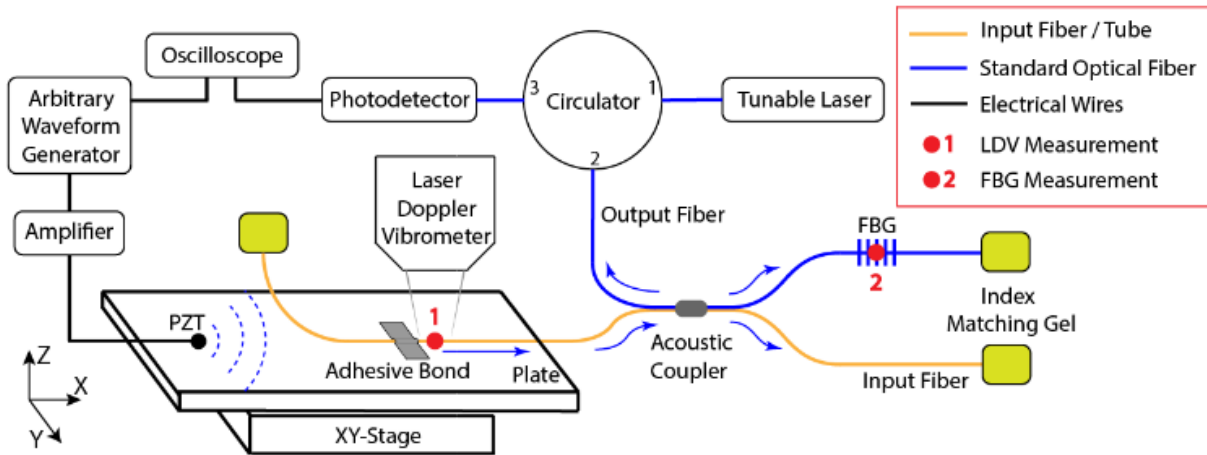 Oscilloscope
Arbitrary
Waveform
Generator
Photodetector
3
Circulator
1
2
Tunable Laser
Input Fiber / Tube
Standard Optical Fiber
Electrical Wires
1 LDV Measurement
2 FBG Measurement
Amplifier
Laser
Doppler
Vibrometer
Output Fiber
FBG
2
Index
Matching Gel
PZT
1
Adhesive Bond
Plate
Acoustic
Coupler
Input Fiber
Z
X
Y
XY-Stage